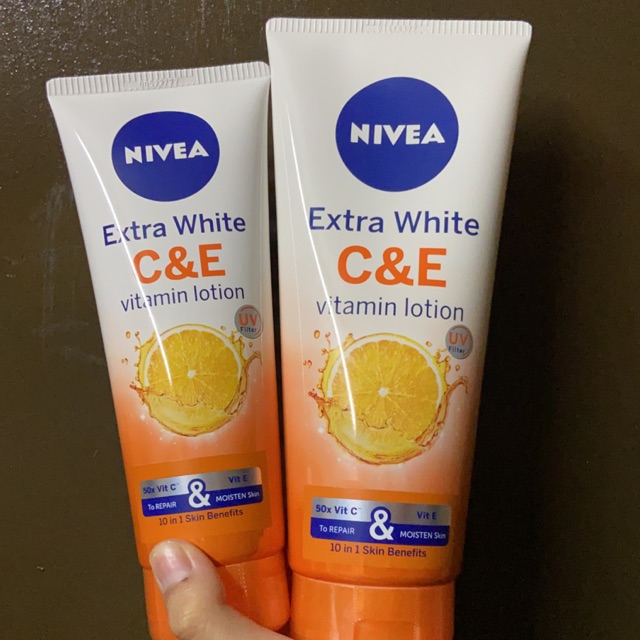 NIVEA
Extra White
C&E
vitamin lotion
UV
Filter
50x Vit C
Vit E
&
To REPAIR
MOISTEN Skin
10 in 1 Skin Benefits
NIVEA
Extra White
C&E
vitamin lotion
UV
Filter
50x Vit C
Vit E
&
To REPAIR
MOISTEN Skin
10 in 1 Skin Benefits